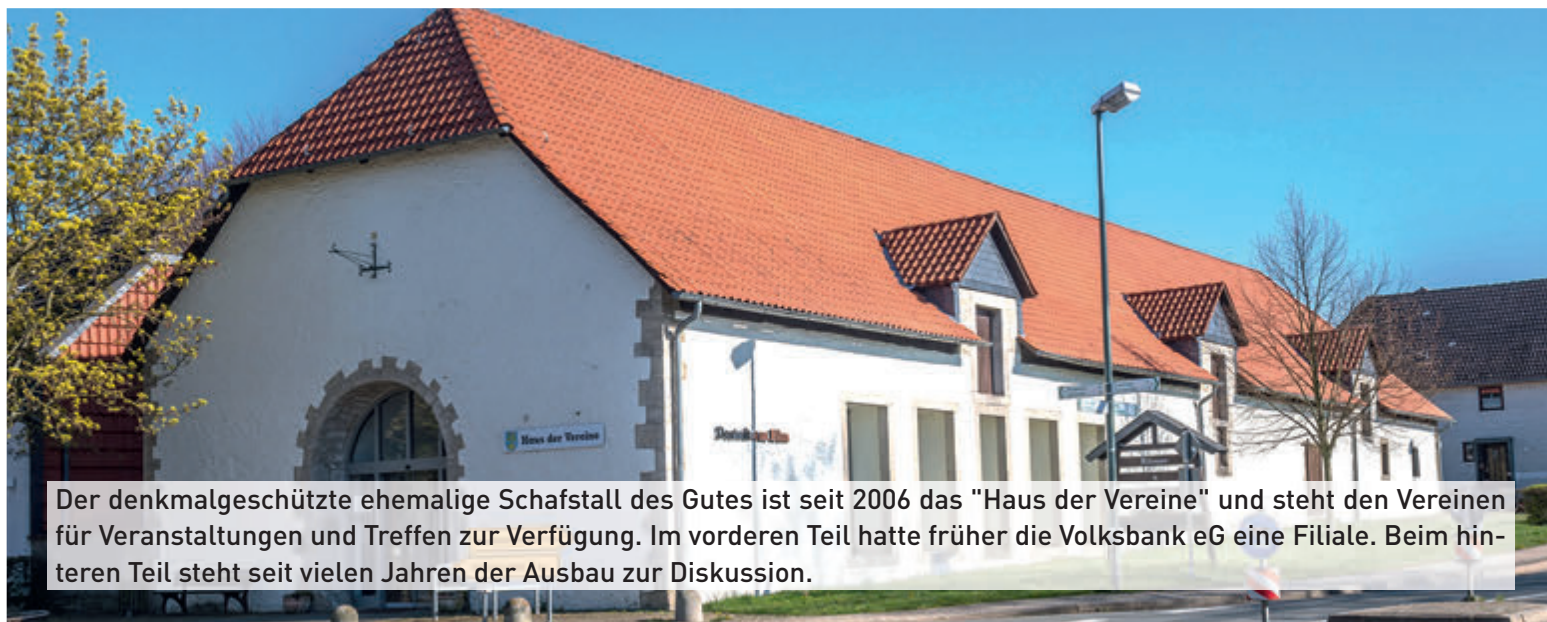 Haus der Vereine
Der denkmalgeschützte ehemalige Schafstall des Gutes ist seit 2006 das "Haus der Vereine" und steht den Vereinen
für Veranstaltungen und Treffen zur Verfügung. Im vorderen Teil hatte früher die Volksbank eG eine Filiale. Beim hin-
teren Teil steht seit vielen Jahren der Ausbau zur Diskussion.